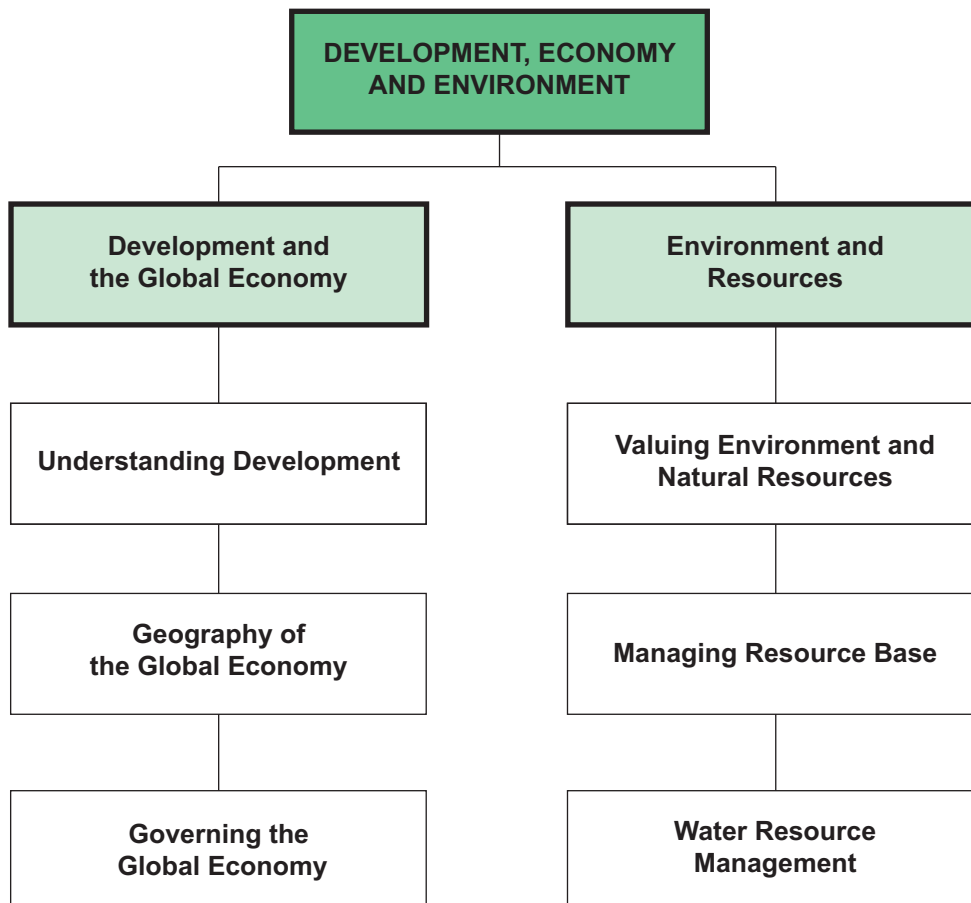 DEVELOPMENT, ECONOMY
AND ENVIRONMENT
Development and
the Global Economy
Environment and
Resources
Understanding Development
Valuing Environment and
Natural Resources
Geography of
the Global Economy
Managing Resource Base
Governing the
Global Economy
Water Resource
Management